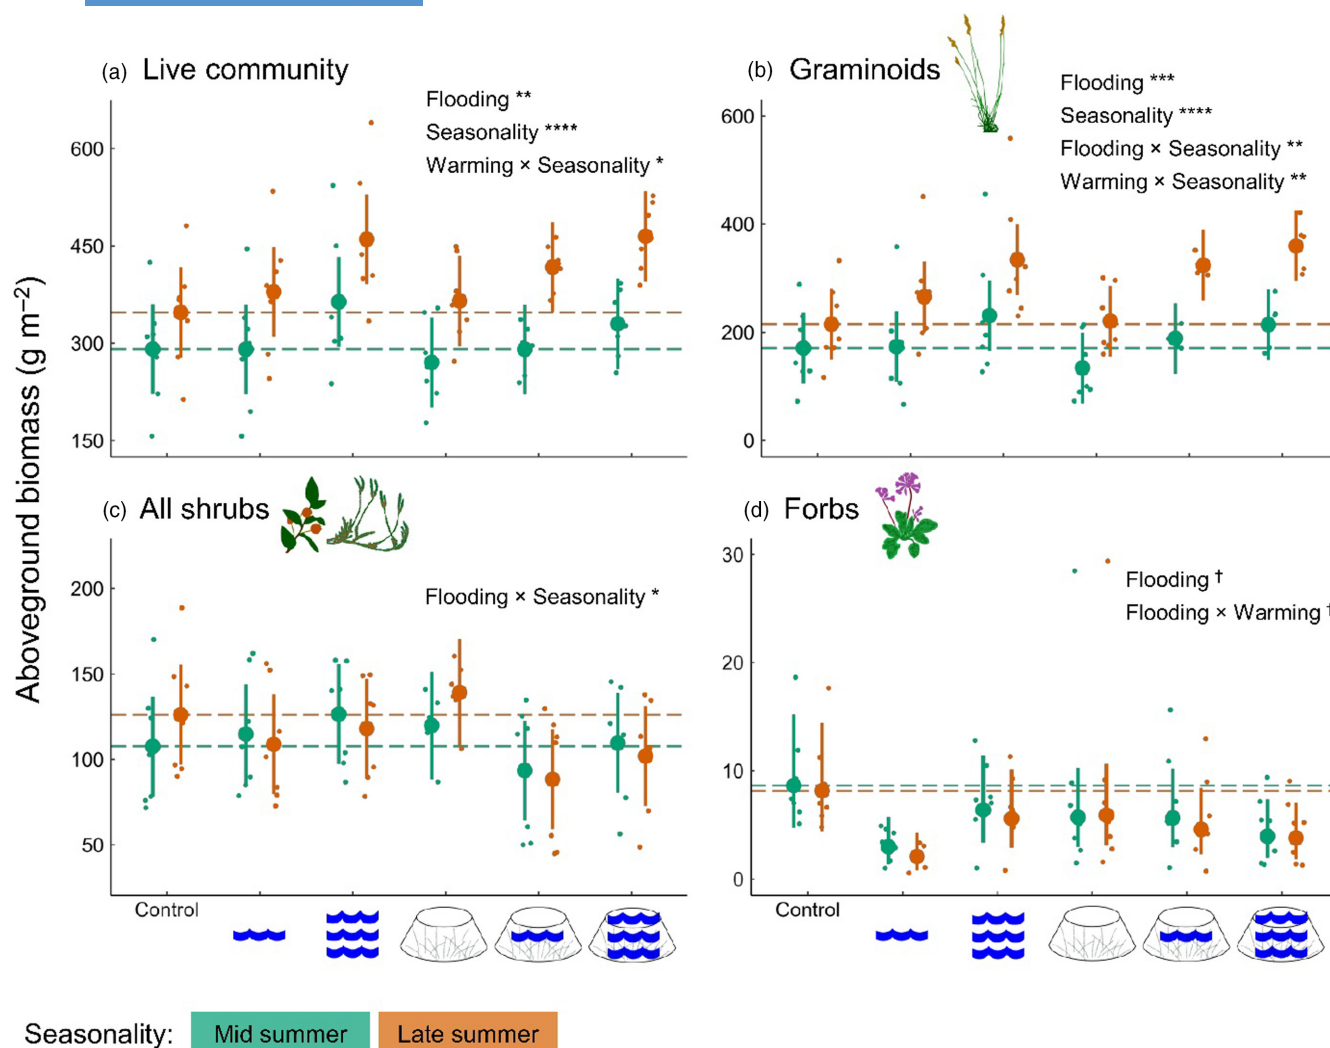 (a) Live community
Flooding **
Seasonality ****
Warming × Seasonality *
600
450
300
150
(b) Graminoids
Flooding ***
Seasonality ****
Flooding × Seasonality **
Warming × Seasonality **
600
400
200
0
Aboveground biomass (g m⁻²)
(c) All shrubs
Flooding × Seasonality *
200
150
100
50
Control
(d) Forbs
Flooding †
Flooding × Warming †
30
20
10
0
Control
Seasonality: Mid summer Late summer